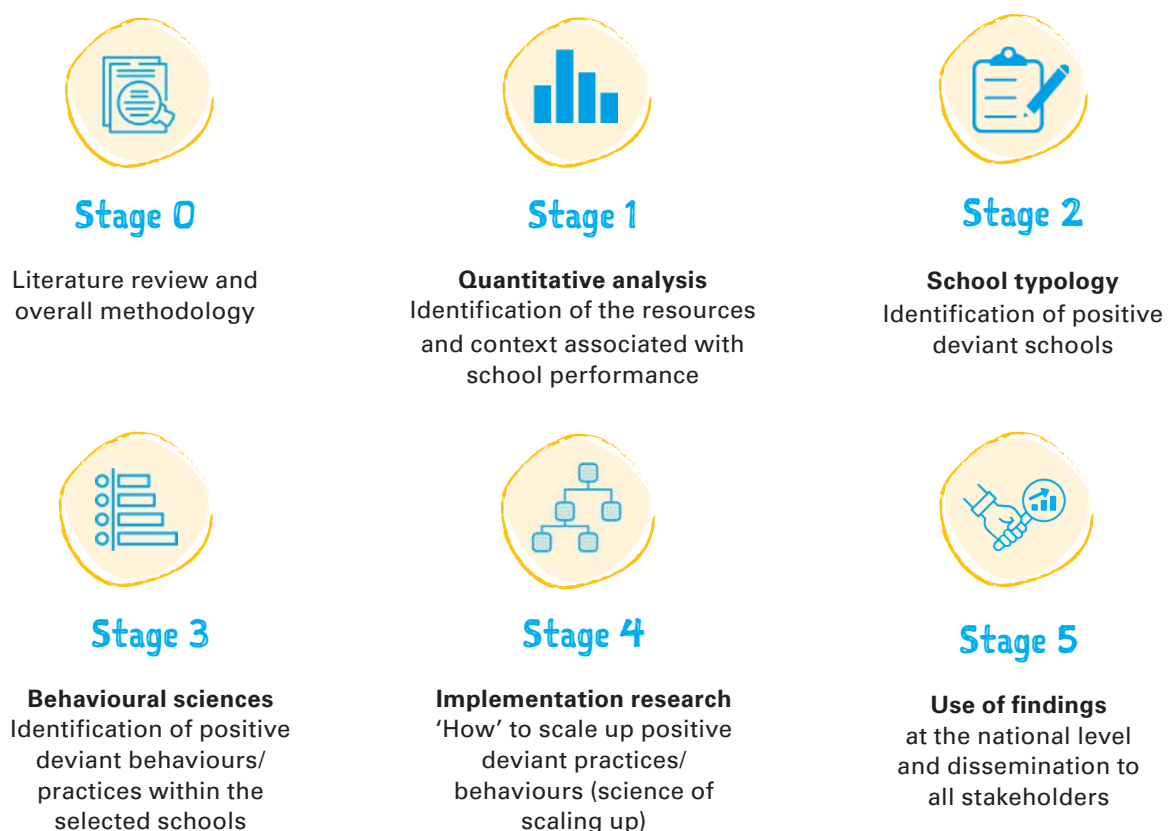 Stage 0
Literature review and
overall methodology
Stage 1
Quantitative analysis
Identification of the resources
and context associated with
school performance
Stage 2
School typology
Identification of positive
deviant schools
Stage 3
Behavioural sciences
Identification of positive
deviant behaviours/
practices within the
selected schools
Stage 4
Implementation research
‘How’ to scale up positive
deviant practices/
behaviours (science of
scaling up)
Stage 5
Use of findings
at the national level
and dissemination to
all stakeholders